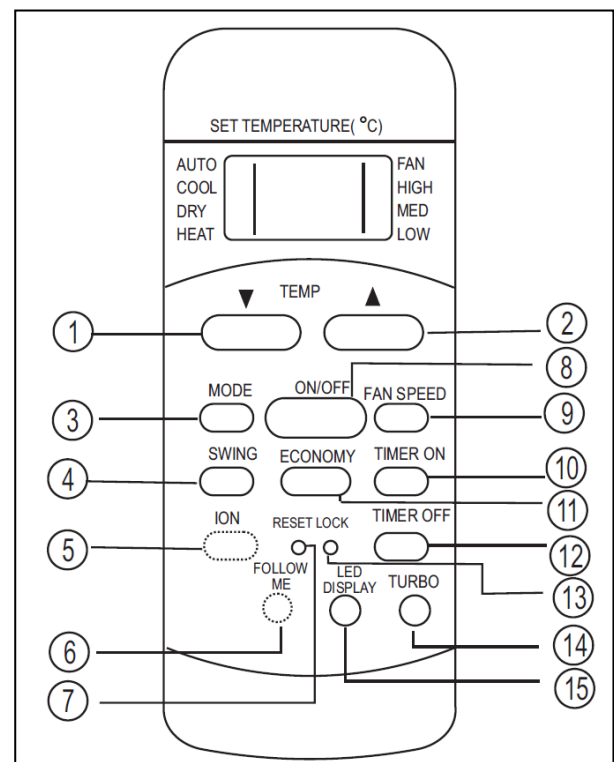 SET TEMPERATURE( °C)
AUTO FAN
COOL HIGH
DRY MED
HEAT LOW
▼ TEMP ▲
1 2
8
MODE ON/OFF FAN SPEED
3 9
SWING ECONOMY TIMER ON
4 10
11
ION RESET LOCK TIMER OFF
5 12
FOLLOW ME LED DISPLAY TURBO
13
6 14
7 15